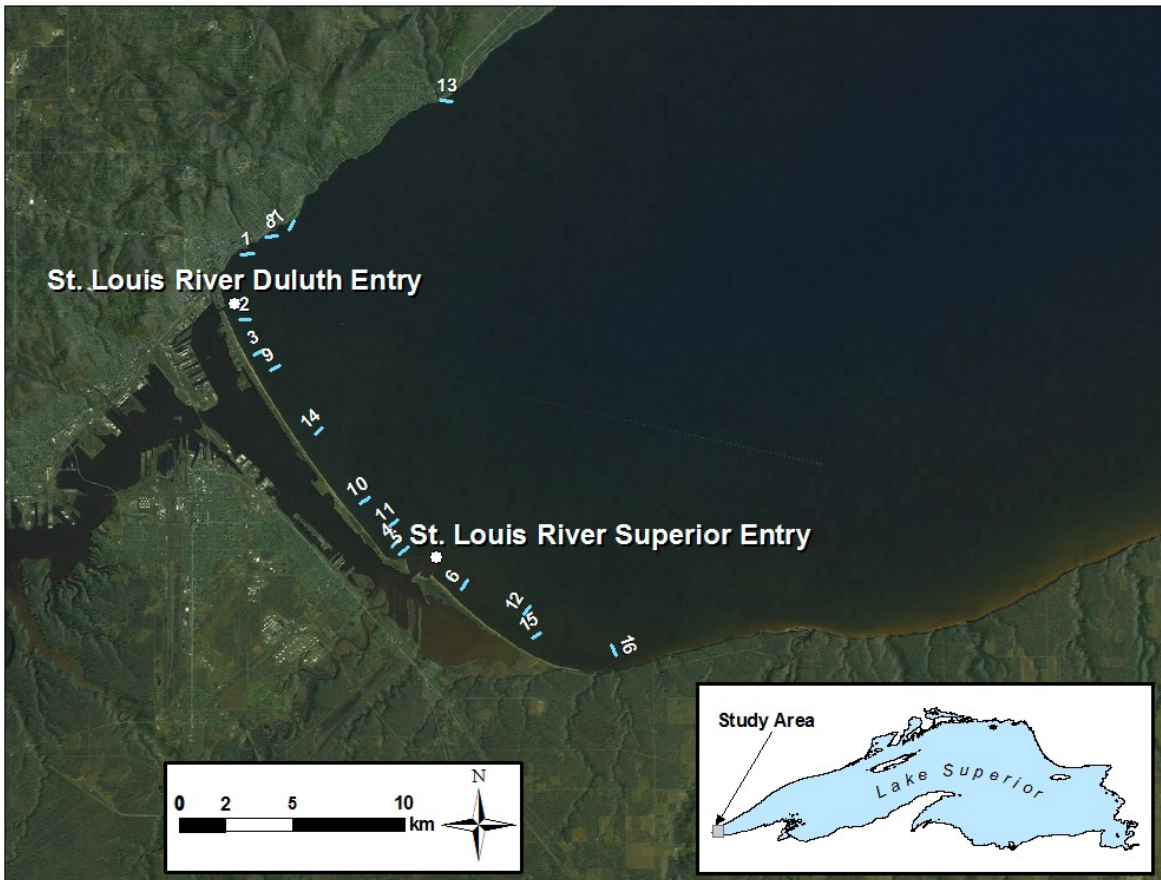 13
8
7
1
St. Louis River Duluth Entry
2
3
9
14
10
11
4
5
St. Louis River Superior Entry
6
12
15
16
Study Area
Lake Superior
N
0 2 5 10
km